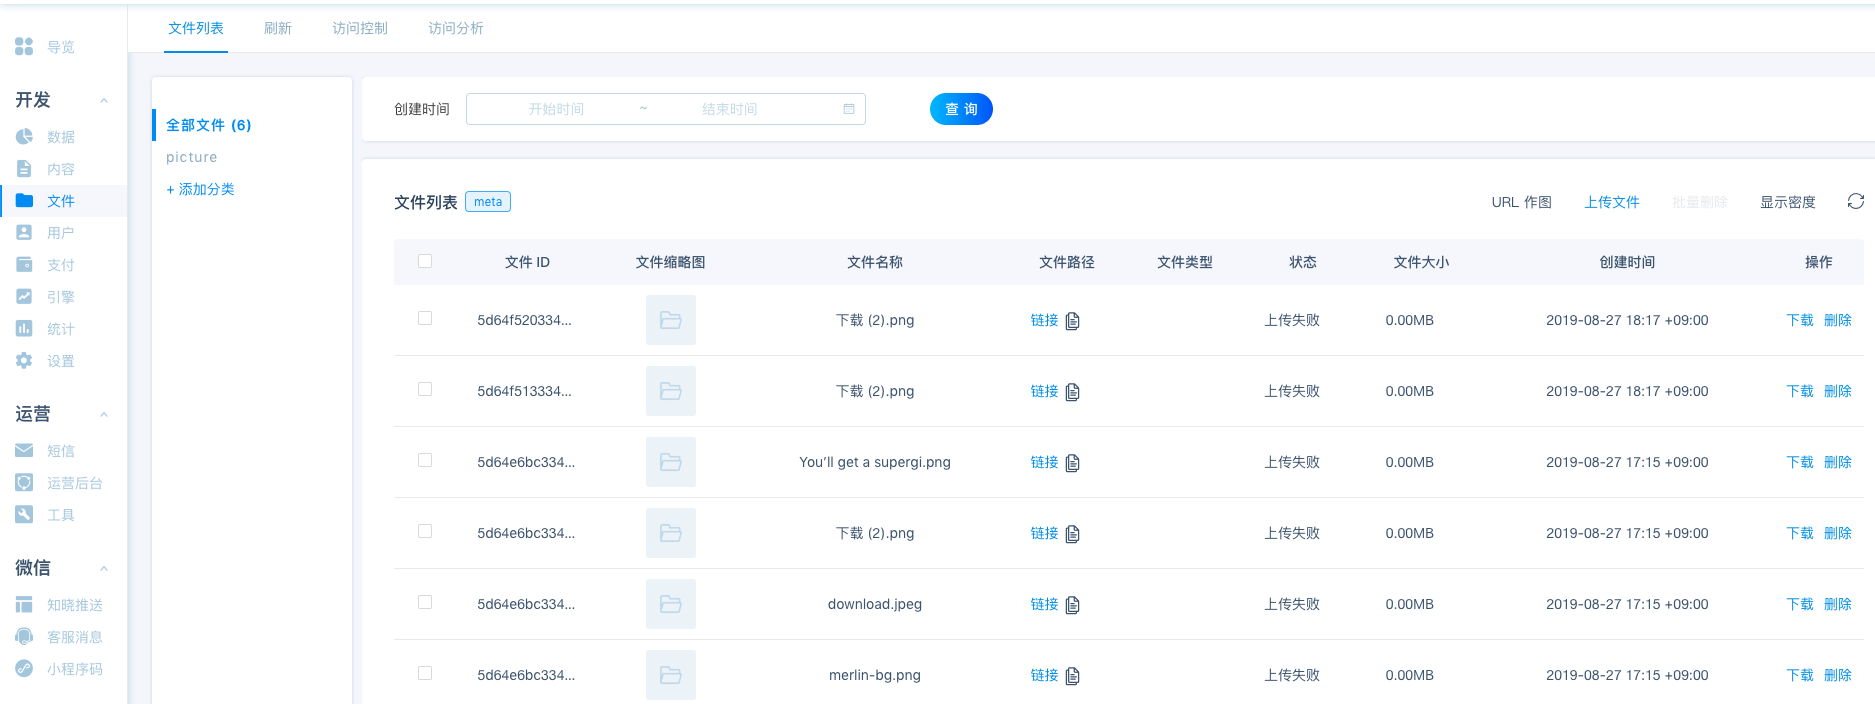 文件列表 刷新 访问控制 访问分析
导览
开发
数据
内容
文件
用户
支付
引擎
统计
设置
运营
短信
运营后台
工具
微信
知晓推送
客服消息
小程序码
全部文件 (6)
picture
+ 添加分类
创建时间 开始时间 ~ 结束时间 查 询
文件列表 meta URL 作图 上传文件 批量删除 显示密度
文件 ID 文件缩略图 文件名称 文件路径 文件类型 状态 文件大小 创建时间 操作
5d64f520334... 下载 (2).png 链接 上传失败 0.00MB 2019-08-27 18:17 +09:00 下载 删除
5d64f513334... 下载 (2).png 链接 上传失败 0.00MB 2019-08-27 18:17 +09:00 下载 删除
5d64e6bc334... You'll get a supergi.png 链接 上传失败 0.00MB 2019-08-27 17:15 +09:00 下载 删除
5d64e6bc334... 下载 (2).png 链接 上传失败 0.00MB 2019-08-27 17:15 +09:00 下载 删除
5d64e6bc334... download.jpeg 链接 上传失败 0.00MB 2019-08-27 17:15 +09:00 下载 删除
5d64e6bc334... merlin-bg.png 链接 上传失败 0.00MB 2019-08-27 17:15 +09:00 下载 删除